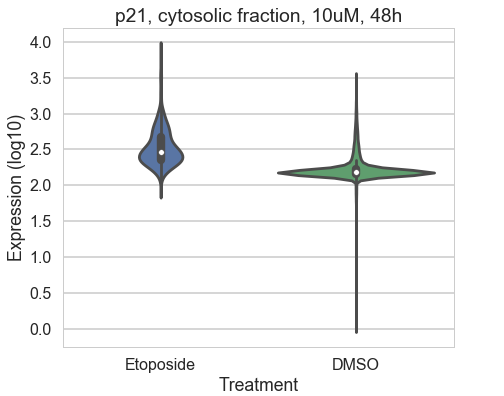 p21, cytosolic fraction, 10uM, 48h
4.0
3.5
3.0
2.5
2.0
1.5
1.0
0.5
0.0
Expression (log10)
Etoposide DMSO
Treatment